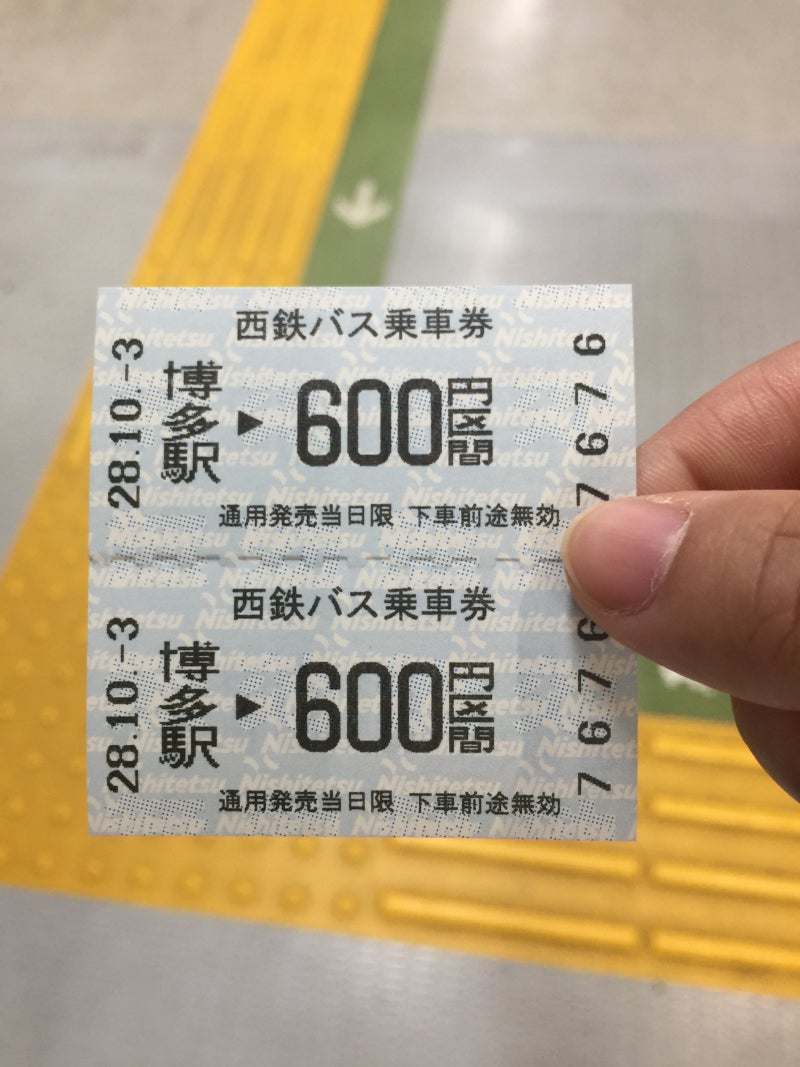 西鉄バス乗車券
28.10.-3
博多駅 ▶ 600円区間
7676
通用発売当日限 下車前途無効
西鉄バス乗車券
28.10.-3
博多駅 ▶ 600円区間
7676
通用発売当日限 下車前途無効
Nishitetsu